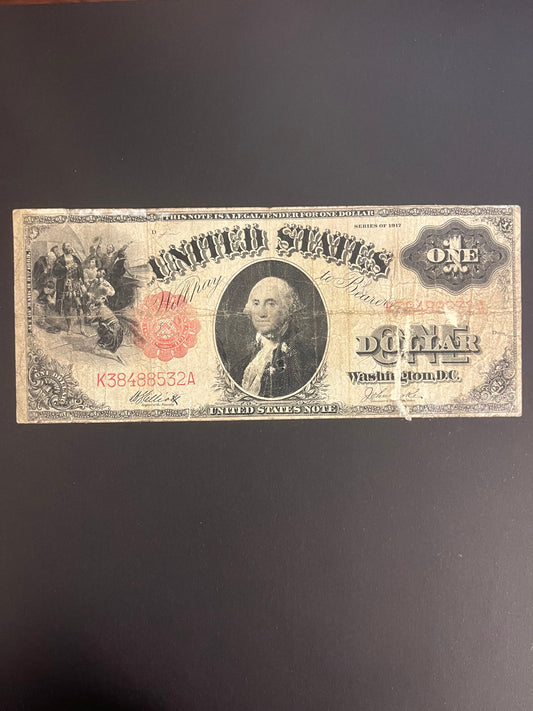 THIS NOTE IS A LEGAL TENDER FOR ONE DOLLAR
D
SERIES OF 1917
UNITED STATES
ONE
Will pay to Bearer
ONE
DOLLAR
K38488532A
Washington, D.C.
UNITED STATES NOTE